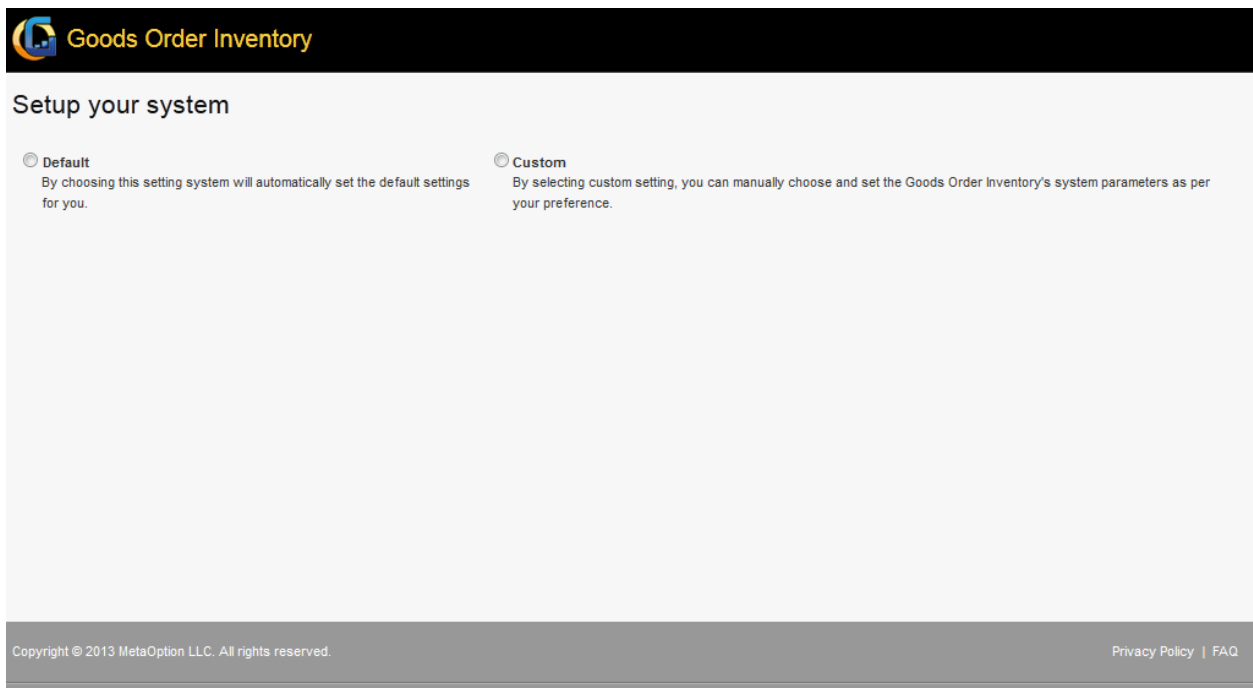 Goods Order Inventory
Setup your system
Default
By choosing this setting system will automatically set the default settings
for you.
Custom
By selecting custom setting, you can manually choose and set the Goods Order Inventory's system parameters as per
your preference.
Copyright © 2013 MetaOption LLC. All rights reserved.
Privacy Policy | FAQ